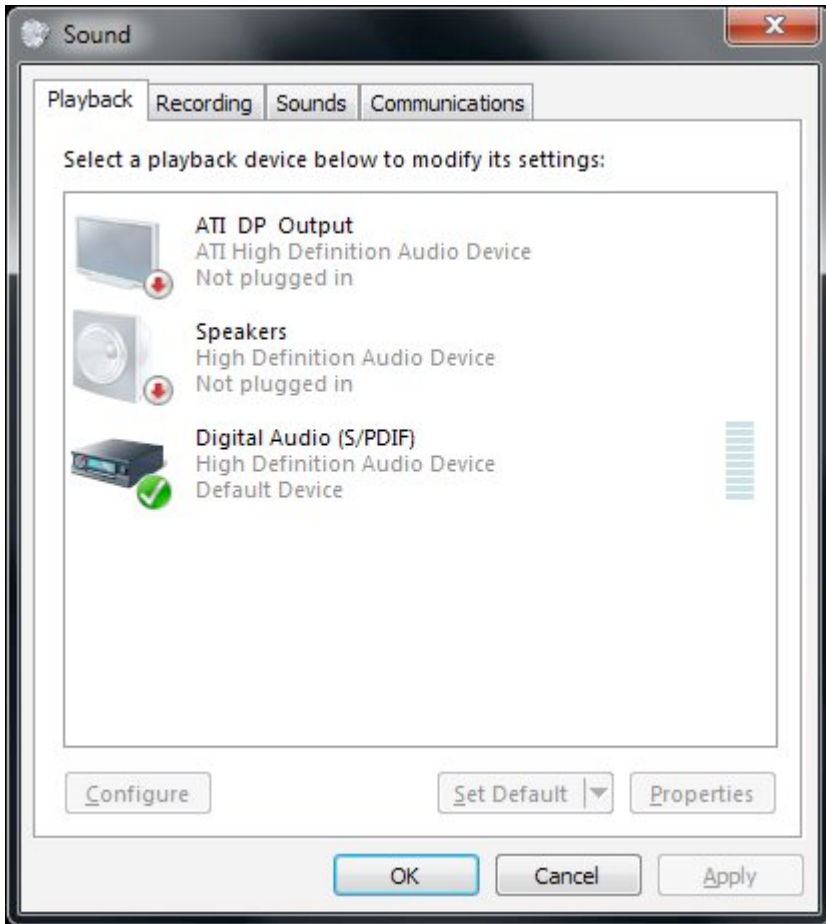 Sound
Playback Recording Sounds Communications
Select a playback device below to modify its settings:
ATI DP Output
ATI High Definition Audio Device
Not plugged in
Speakers
High Definition Audio Device
Not plugged in
Digital Audio (S/PDIF)
High Definition Audio Device
Default Device
Configure Set Default Properties
OK Cancel Apply